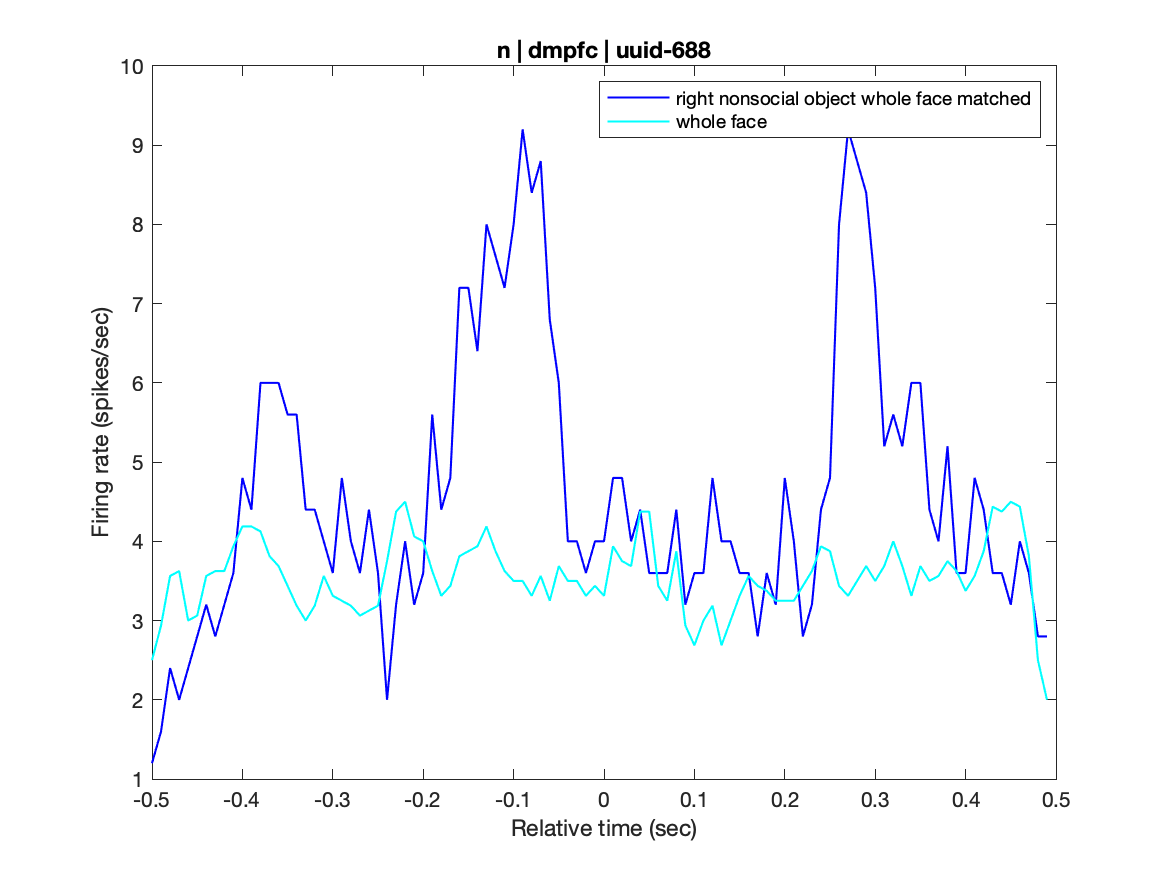 n | dmpfc | uuid-688
right nonsocial object whole face matched
whole face
10
9
8
7
6
5
4
3
2
1
Firing rate (spikes/sec)
-0.5 -0.4 -0.3 -0.2 -0.1 0 0.1 0.2 0.3 0.4 0.5
Relative time (sec)